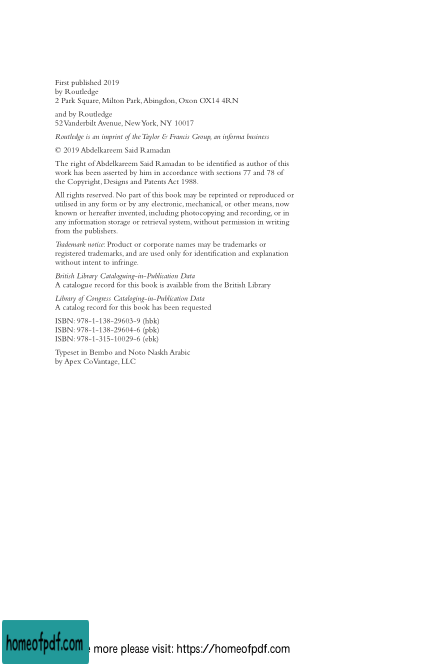 First published 2019
by Routledge
2 Park Square, Milton Park, Abingdon, Oxon OX14 4RN
and by Routledge
52 Vanderbilt Avenue, New York, NY 10017
Routledge is an imprint of the Taylor & Francis Group, an informa business
© 2019 Abdelkareem Said Ramadan
The right of Abdelkareem Said Ramadan to be identified as author of this
work has been asserted by him in accordance with sections 77 and 78 of
the Copyright, Designs and Patents Act 1988.
All rights reserved. No part of this book may be reprinted or reproduced or
utilised in any form or by any electronic, mechanical, or other means, now
known or hereafter invented, including photocopying and recording, or in
any information storage or retrieval system, without permission in writing
from the publishers.
Trademark notice: Product or corporate names may be trademarks or
registered trademarks, and are used only for identification and explanation
without intent to infringe.
British Library Cataloguing-in-Publication Data
A catalogue record for this book is available from the British Library
Library of Congress Cataloging-in-Publication Data
A catalog record for this book has been requested
ISBN: 978-1-138-29603-9 (hbk)
ISBN: 978-1-138-29604-6 (pbk)
ISBN: 978-1-315-10029-6 (ebk)
Typeset in Bembo and Noto Naskh Arabic
by Apex CoVantage, LLC
homeofpdf.com
more please visit: https://homeofpdf.com